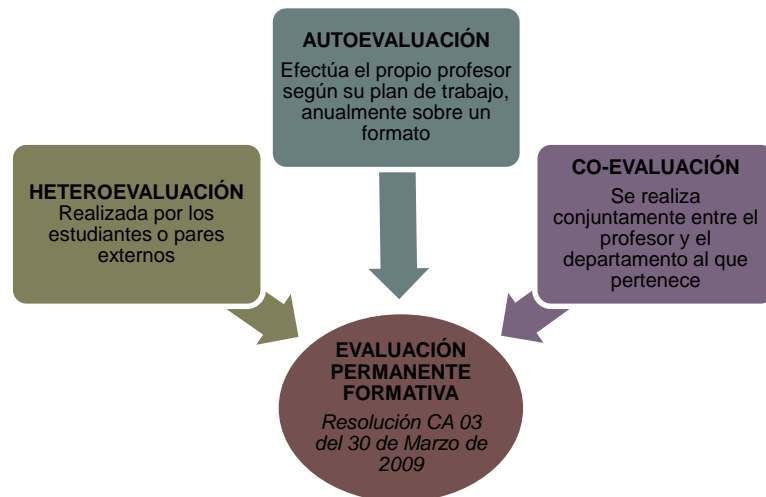 AUTOEVALUACIÓN
Efectúa el propio profesor
según su plan de trabajo,
anualmente sobre un
formato
HETEROEVALUACIÓN
Realizada por los
estudiantes o pares
externos
CO-EVALUACIÓN
Se realiza
conjuntamente entre el
profesor y el
departamento al que
pertenece
EVALUACIÓN
PERMANENTE
FORMATIVA
Resolución CA 03
del 30 de Marzo de
2009